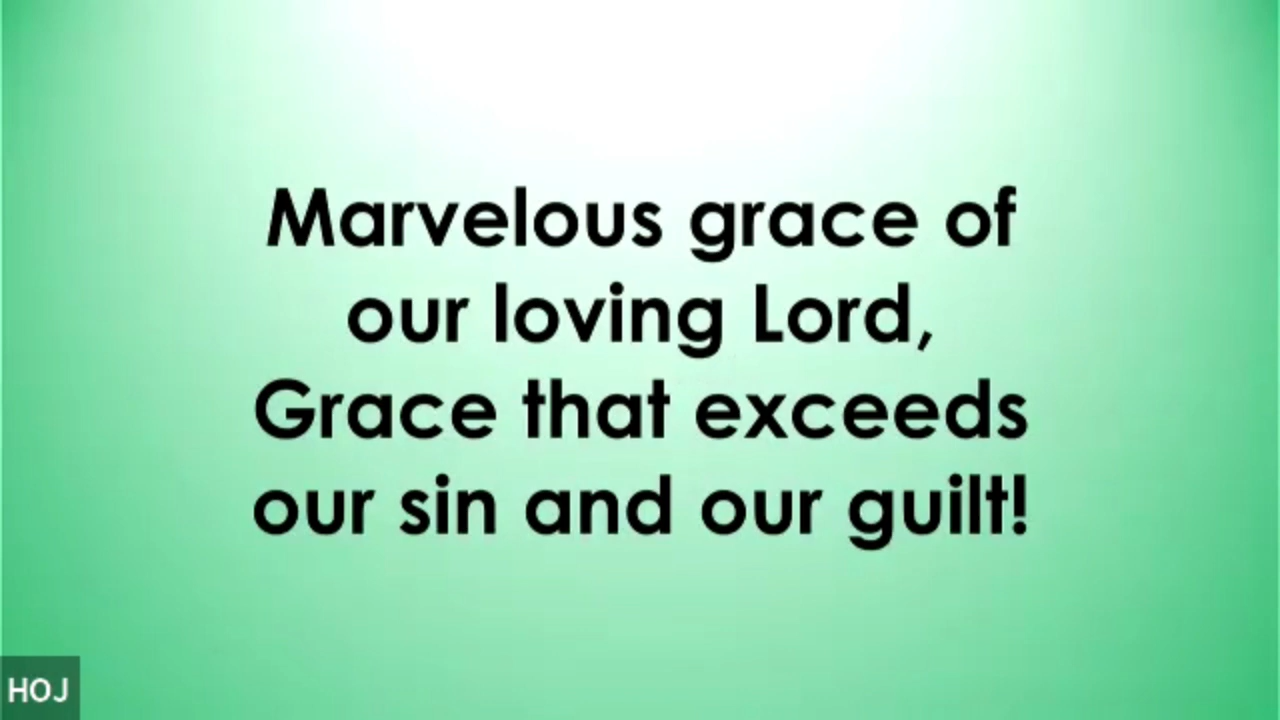 Marvelous grace of
our loving Lord,
Grace that exceeds
our sin and our guilt!
HOJ